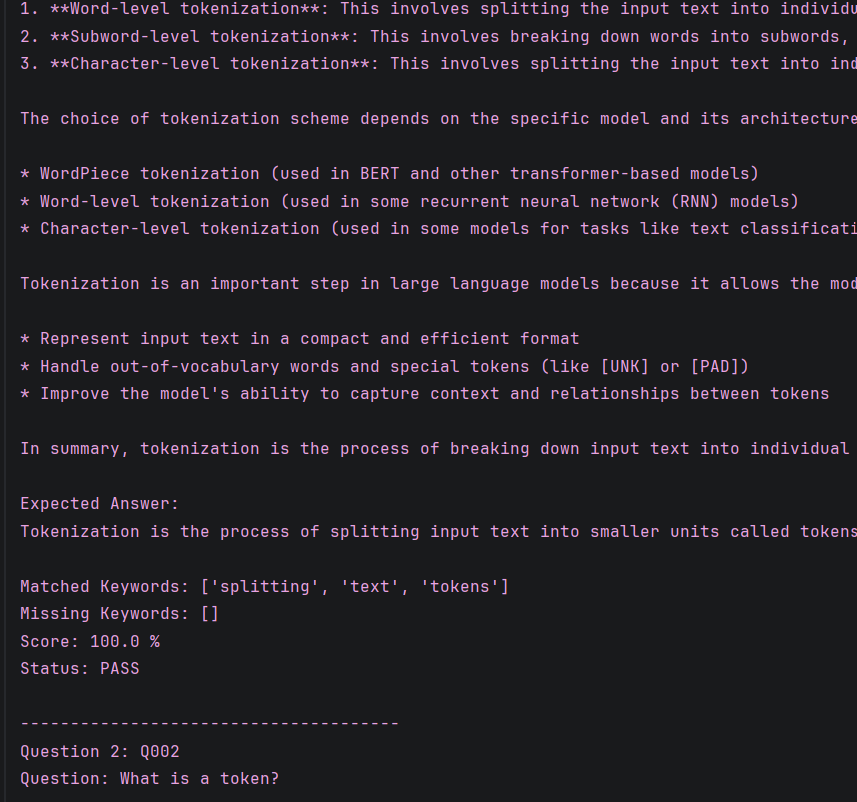 1. **Word-level tokenization**: This involves splitting the input text into individu
2. **Subword-level tokenization**: This involves breaking down words into subwords,
3. **Character-level tokenization**: This involves splitting the input text into ind
The choice of tokenization scheme depends on the specific model and its architecture
* WordPiece tokenization (used in BERT and other transformer-based models)
* Word-level tokenization (used in some recurrent neural network (RNN) models)
* Character-level tokenization (used in some models for tasks like text classificati
Tokenization is an important step in large language models because it allows the mod
* Represent input text in a compact and efficient format
* Handle out-of-vocabulary words and special tokens (like [UNK] or [PAD])
* Improve the model's ability to capture context and relationships between tokens
In summary, tokenization is the process of breaking down input text into individual
Expected Answer:
Tokenization is the process of splitting input text into smaller units called tokens
Matched Keywords: ['splitting', 'text', 'tokens']
Missing Keywords: []
Score: 100.0 %
Status: PASS
--------------------------------------
Question 2: Q002
Question: What is a token?